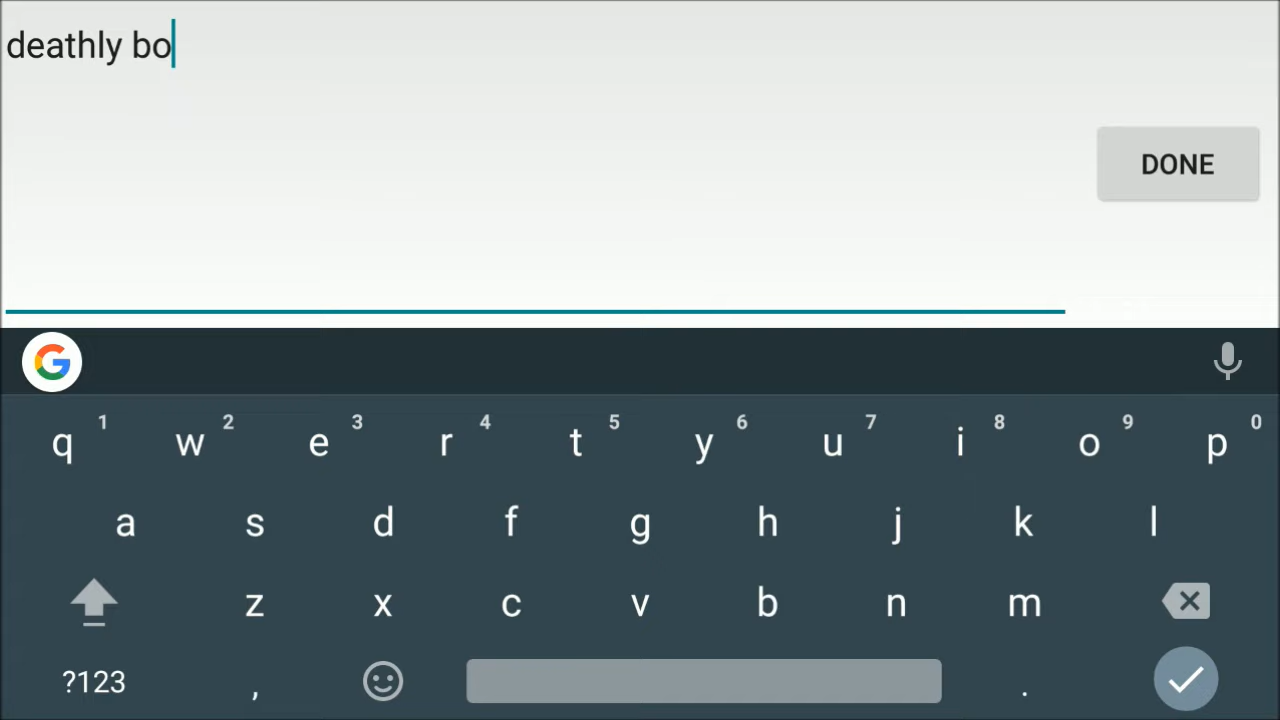 deathly bo
DONE
G
1 2 3 4 5 6 7 8 9 0
q w e r t y u i o p
a s d f g h j k l
z x c v b n m
?123 , .